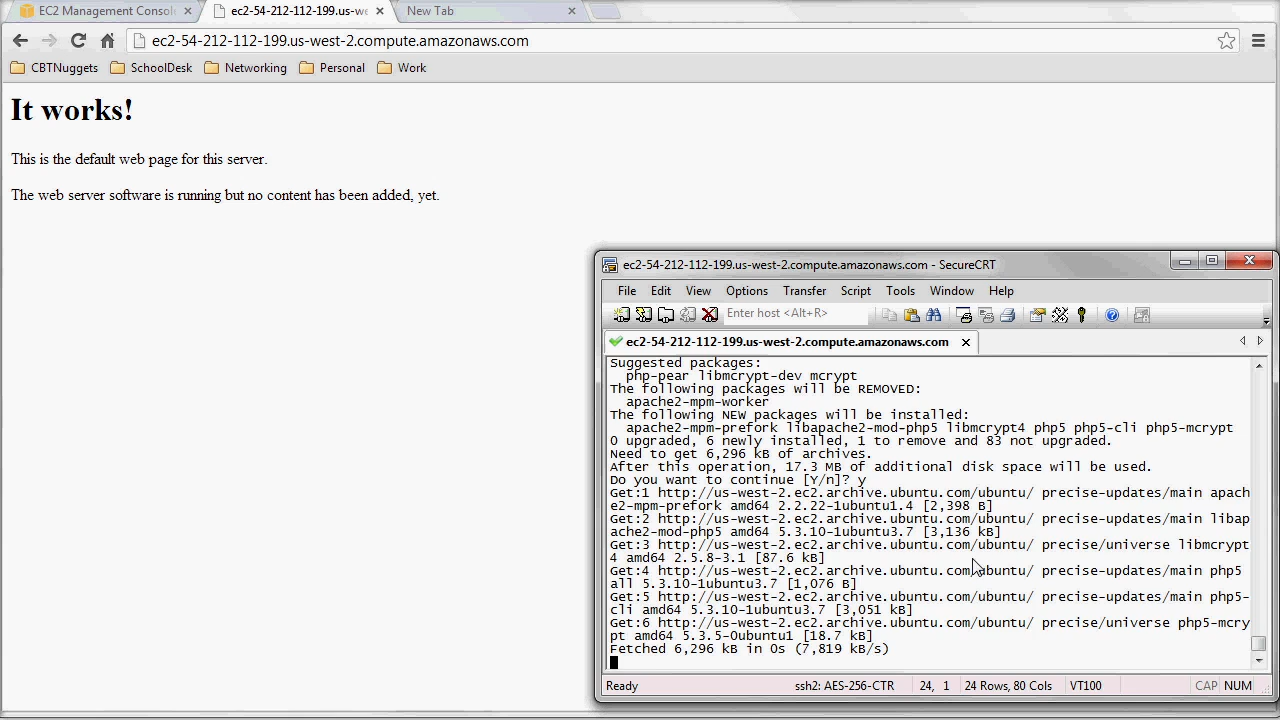 EC2 Management Consol
ec2-54-212-112-199.us-w
New Tab
ec2-54-212-112-199.us-west-2.compute.amazonaws.com
CBTNuggets
SchoolDesk
Networking
Personal
Work
It works!
This is the default web page for this server.
The web server software is running but no content has been added, yet.
ec2-54-212-112-199.us-west-2.compute.amazonaws.com - SecureCRT
File Edit View Options Transfer Script Tools Window Help
Enter host <Alt+R>
ec2-54-212-112-199.us-west-2.compute.amazonaws.com
Suggested packages:
php-pear libmcrypt-dev mcrypt
The following packages will be REMOVED:
apache2-mpm-worker
The following NEW packages will be installed:
apache2-mpm-prefork libapache2-mod-php5 libmcrypt4 php5 php5-cli php5-mcrypt
0 upgraded, 6 newly installed, 1 to remove and 83 not upgraded.
Need to get 6,296 kB of archives.
After this operation, 17.3 MB of additional disk space will be used.
Do you want to continue [Y/n]? y
Get:1 http://us-west-2.ec2.archive.ubuntu.com/ubuntu/ precise-updates/main apach
e2-mpm-prefork amd64 2.2.22-1ubuntu1.4 [2,398 B]
Get:2 http://us-west-2.ec2.archive.ubuntu.com/ubuntu/ precise-updates/main libap
ache2-mod-php5 amd64 5.3.10-1ubuntu3.7 [3,136 kB]
Get:3 http://us-west-2.ec2.archive.ubuntu.com/ubuntu/ precise/universe libmcrypt
4 amd64 2.5.8-3.1 [87.6 kB]
Get:4 http://us-west-2.ec2.archive.ubuntu.com/ubuntu/ precise-updates/main php5
all 5.3.10-1ubuntu3.7 [1,076 B]
Get:5 http://us-west-2.ec2.archive.ubuntu.com/ubuntu/ precise-updates/main php5-
cli amd64 5.3.10-1ubuntu3.7 [3,051 kB]
Get:6 http://us-west-2.ec2.archive.ubuntu.com/ubuntu/ precise/universe php5-mcry
pt amd64 5.3.5-0ubuntu1 [18.7 kB]
Fetched 6,296 kB in 0s (7,819 kB/s)
Ready ssh2: AES-256-CTR 24, 1 24 Rows, 80 Cols VT100 CAP NUM